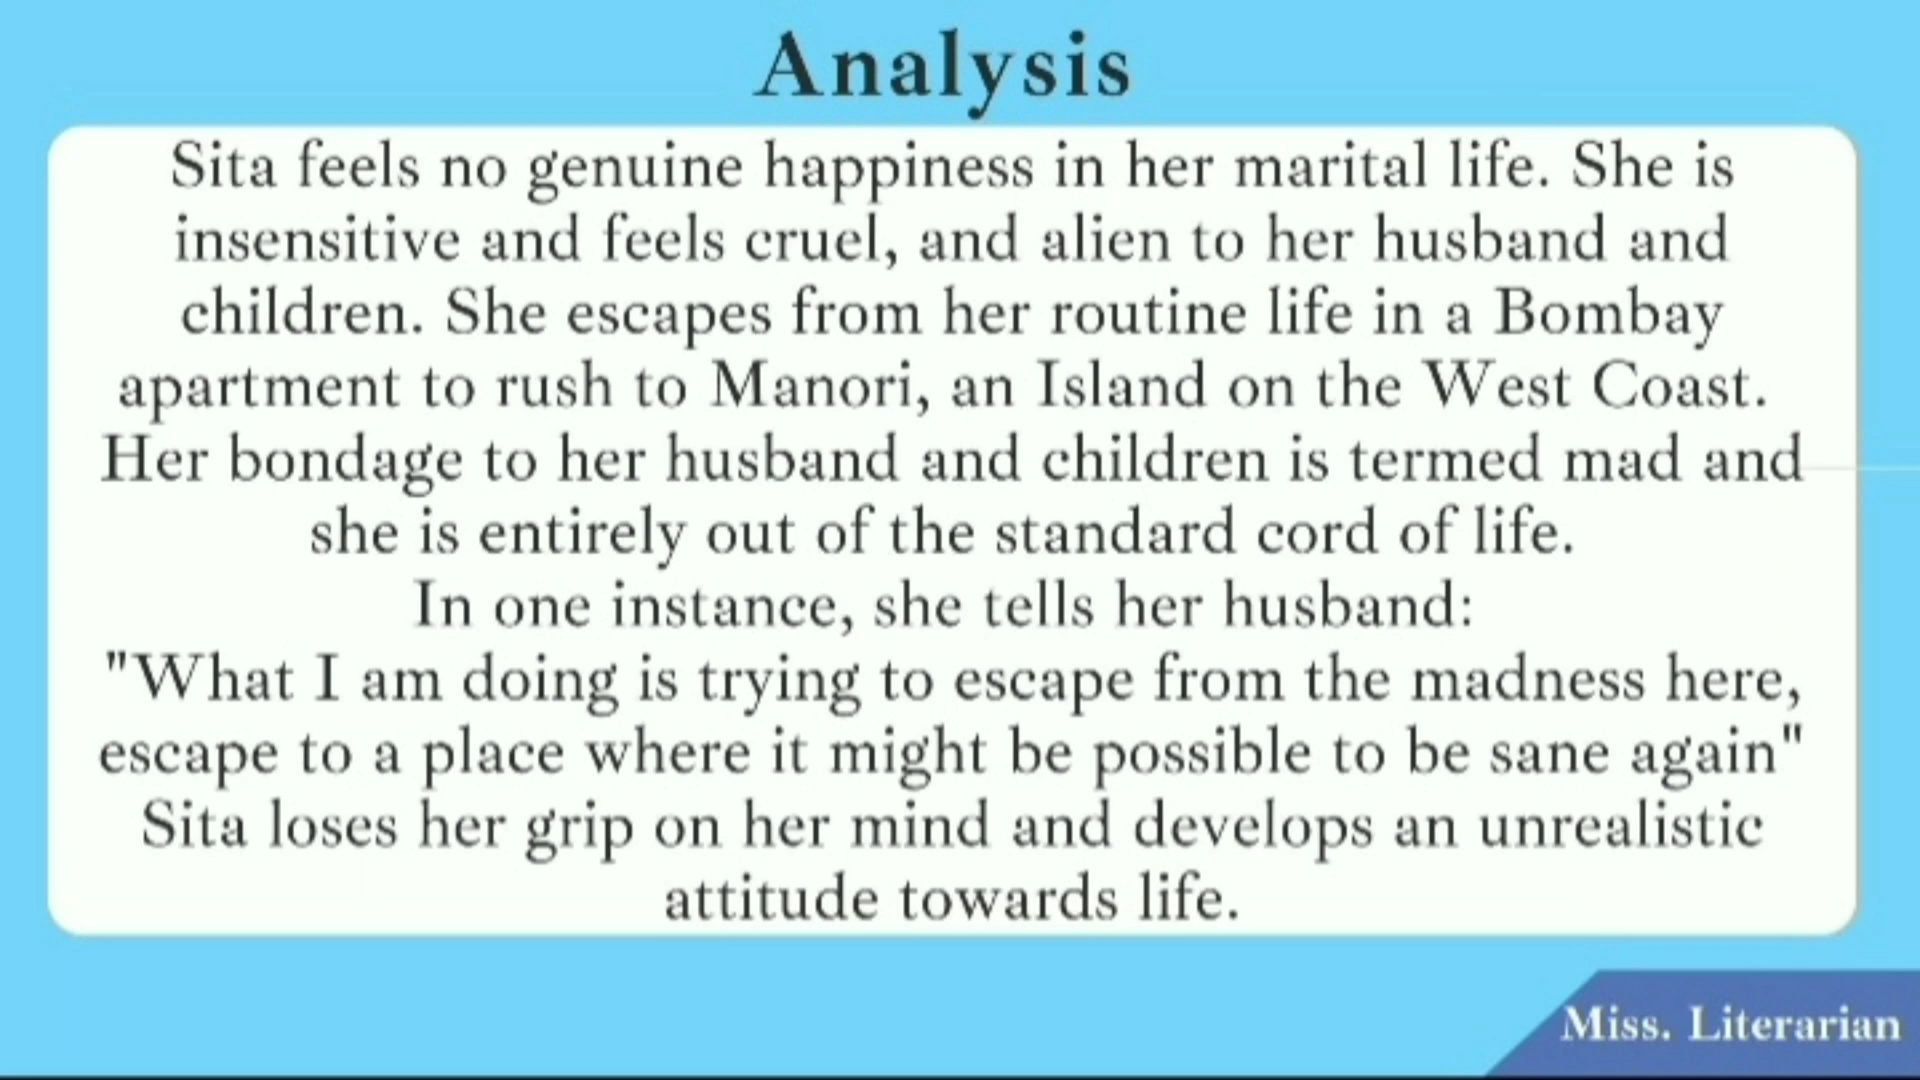 Analysis
Sita feels no genuine happiness in her marital life. She is
insensitive and feels cruel, and alien to her husband and
children. She escapes from her routine life in a Bombay
apartment to rush to Manori, an Island on the West Coast.
Her bondage to her husband and children is termed mad and
she is entirely out of the standard cord of life.
In one instance, she tells her husband:
"What I am doing is trying to escape from the madness here,
escape to a place where it might be possible to be sane again"
Sita loses her grip on her mind and develops an unrealistic
attitude towards life.
Miss. Literarian